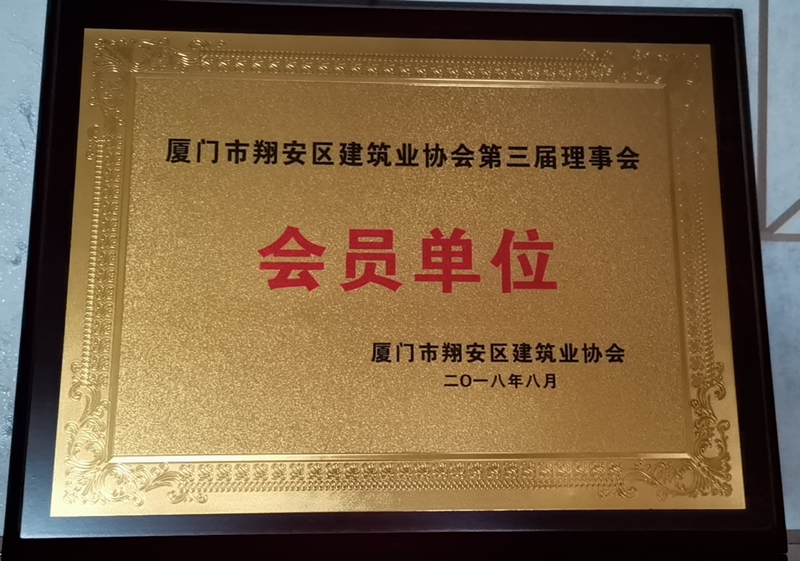 厦门市翔安区建筑业协会第三届理事会
会员单位
厦门市翔安区建筑业协会
二〇一八年八月